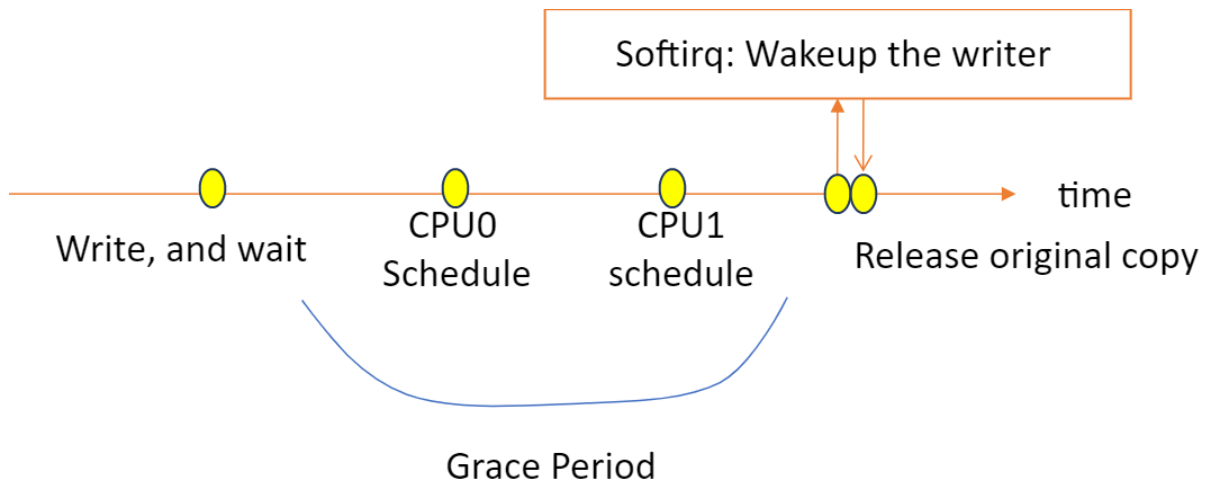 Softirq: Wakeup the writer
time
Write, and wait
CPU0
Schedule
CPU1
schedule
Release original copy
Grace Period